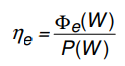 ηe = Φe(W) / P(W)